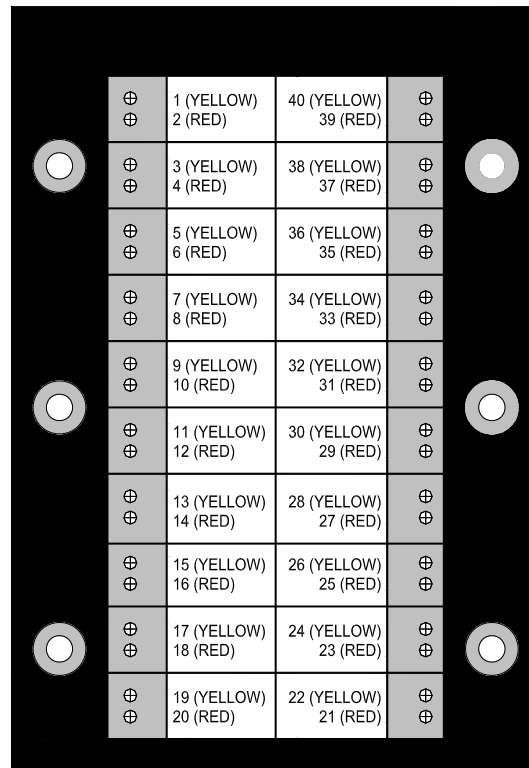 1 (YELLOW) 40 (YELLOW)
2 (RED) 39 (RED)
3 (YELLOW) 38 (YELLOW)
4 (RED) 37 (RED)
5 (YELLOW) 36 (YELLOW)
6 (RED) 35 (RED)
7 (YELLOW) 34 (YELLOW)
8 (RED) 33 (RED)
9 (YELLOW) 32 (YELLOW)
10 (RED) 31 (RED)
11 (YELLOW) 30 (YELLOW)
12 (RED) 29 (RED)
13 (YELLOW) 28 (YELLOW)
14 (RED) 27 (RED)
15 (YELLOW) 26 (YELLOW)
16 (RED) 25 (RED)
17 (YELLOW) 24 (YELLOW)
18 (RED) 23 (RED)
19 (YELLOW) 22 (YELLOW)
20 (RED) 21 (RED)